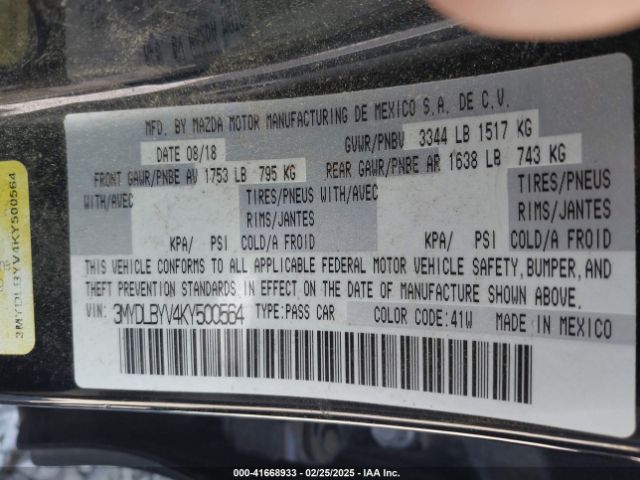 MFD. BY MAZDA MOTOR MANUFACTURING DE MEXICO S.A. DE C.V.
DATE 08/18 GVWR/PNBV 3344 LB 1517 KG
FRONT GAWR/PNBE AV 1753 LB 795 KG REAR GAWR/PNBE AR 1638 LB 743 KG
WITH/AVEC TIRES/PNEUS WITH/AVEC TIRES/PNEUS
RIMS/JANTES RIMS/JANTES
KPA/ PSI COLD/A FROID KPA/ PSI COLD/A FROID
THIS VEHICLE CONFORMS TO ALL APPLICABLE FEDERAL MOTOR VEHICLE SAFETY, BUMPER, AND
THEFT PREVENTION STANDARDS IN EFFECT ON THE DATE OF MANUFACTURE SHOWN ABOVE.
VIN: 3MYDLBYV4KY500564 TYPE:PASS CAR COLOR CODE:41W MADE IN MEXICO
3MYDLBYV4KY500564
000-41668933 - 02/25/2025 - IAA Inc.